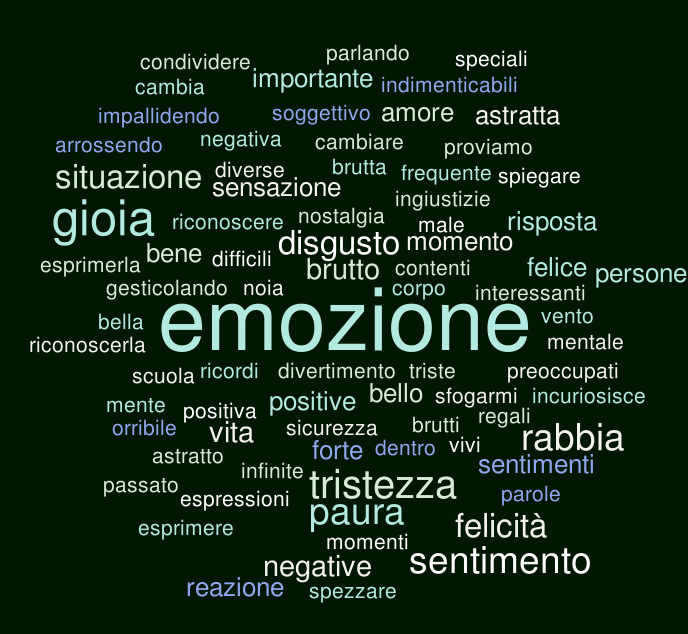 parlando
condividere
speciali
cambia
importante
indimenticabili
impallidendo
soggettivo
amore
astratta
arrossendo
negativa
cambiare
proviamo
situazione
diverse
brutta
frequente
spiegare
sensazione
ingiustizie
gioia
riconoscere
nostalgia
male
risposta
esprimerla
bene
difficili
disgusto
momento
brutto
contenti
felice
persone
gesticolando
noia
corpo
interessanti
bella
emozione
vento
riconoscerla
mentale
scuola
ricordi
divertimento
triste
preoccupati
mente
positiva
positive
bello
sfogarmi
incuriosisce
orribile
vita
sicurezza
brutti
regali
rabbia
astratto
forte
dentro
vivi
sentimenti
passato
infinite
tristezza
parole
espressioni
esprimere
paura
felicità
momenti
negative
sentimento
reazione
spezzare